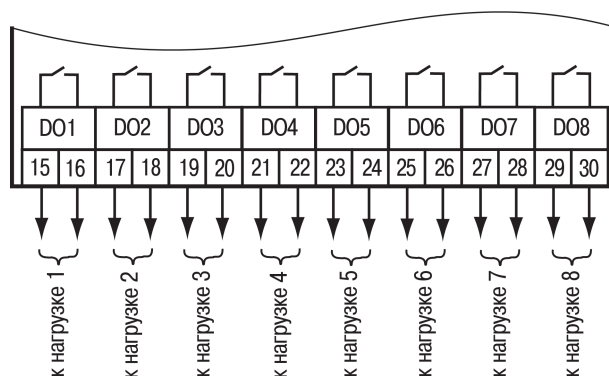 DO1 DO2 DO3 DO4 DO5 DO6 DO7 DO8
15 16 17 18 19 20 21 22 23 24 25 26 27 28 29 30
к нагрузке 1
к нагрузке 2
к нагрузке 3
к нагрузке 4
к нагрузке 5
к нагрузке 6
к нагрузке 7
к нагрузке 8